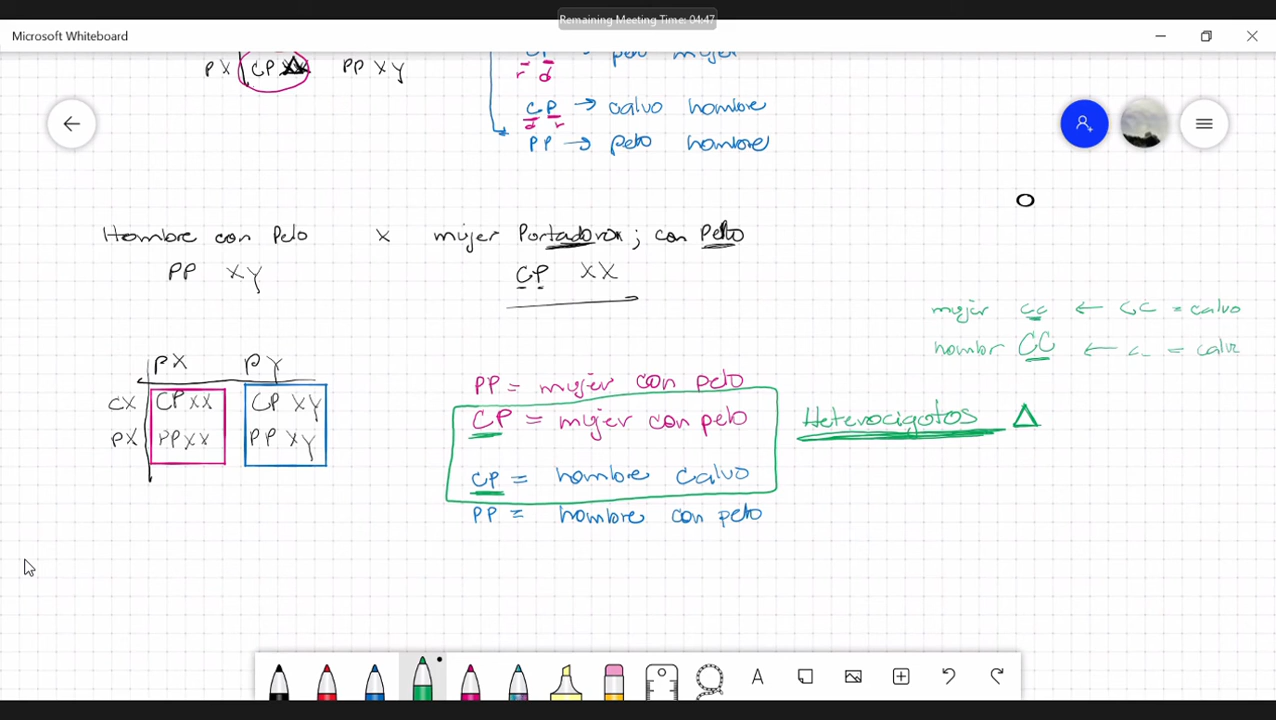 Remaining Meeting Time: 04:47
Microsoft Whiteboard
PX CP PP XY
CP → pelo mujer
r d
CP → calvo hombre
d r
PP → pelo hombre
Hombre con Pelo x mujer Portadora; con Pelo
PP XY CP XX
mujer CC ← CC = calvo
hombr CC ← = calv
PX PY
CX CP XX CP XY
PX PP XX PP XY
PP = mujer con pelo
CP = mujer con pelo
Heterocigotos Δ
CP = hombre calvo
PP = hombre con pelo
A